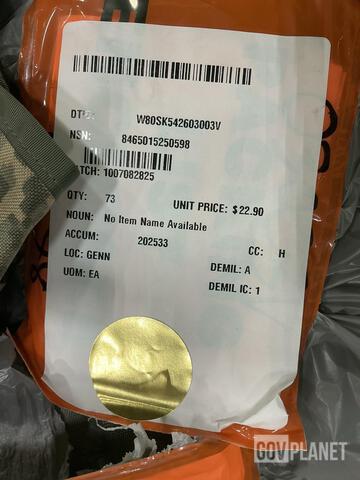 DTID: W80SK542603003V
NSN: 8465015250598
BATCH: 1007082825
QTY: 73 UNIT PRICE: $22.90
NOUN: No Item Name Available
ACCUM: 202533 CC: H
LOC: GENN DEMIL: A
UOM: EA DEMIL IC: 1
GOVPLANET